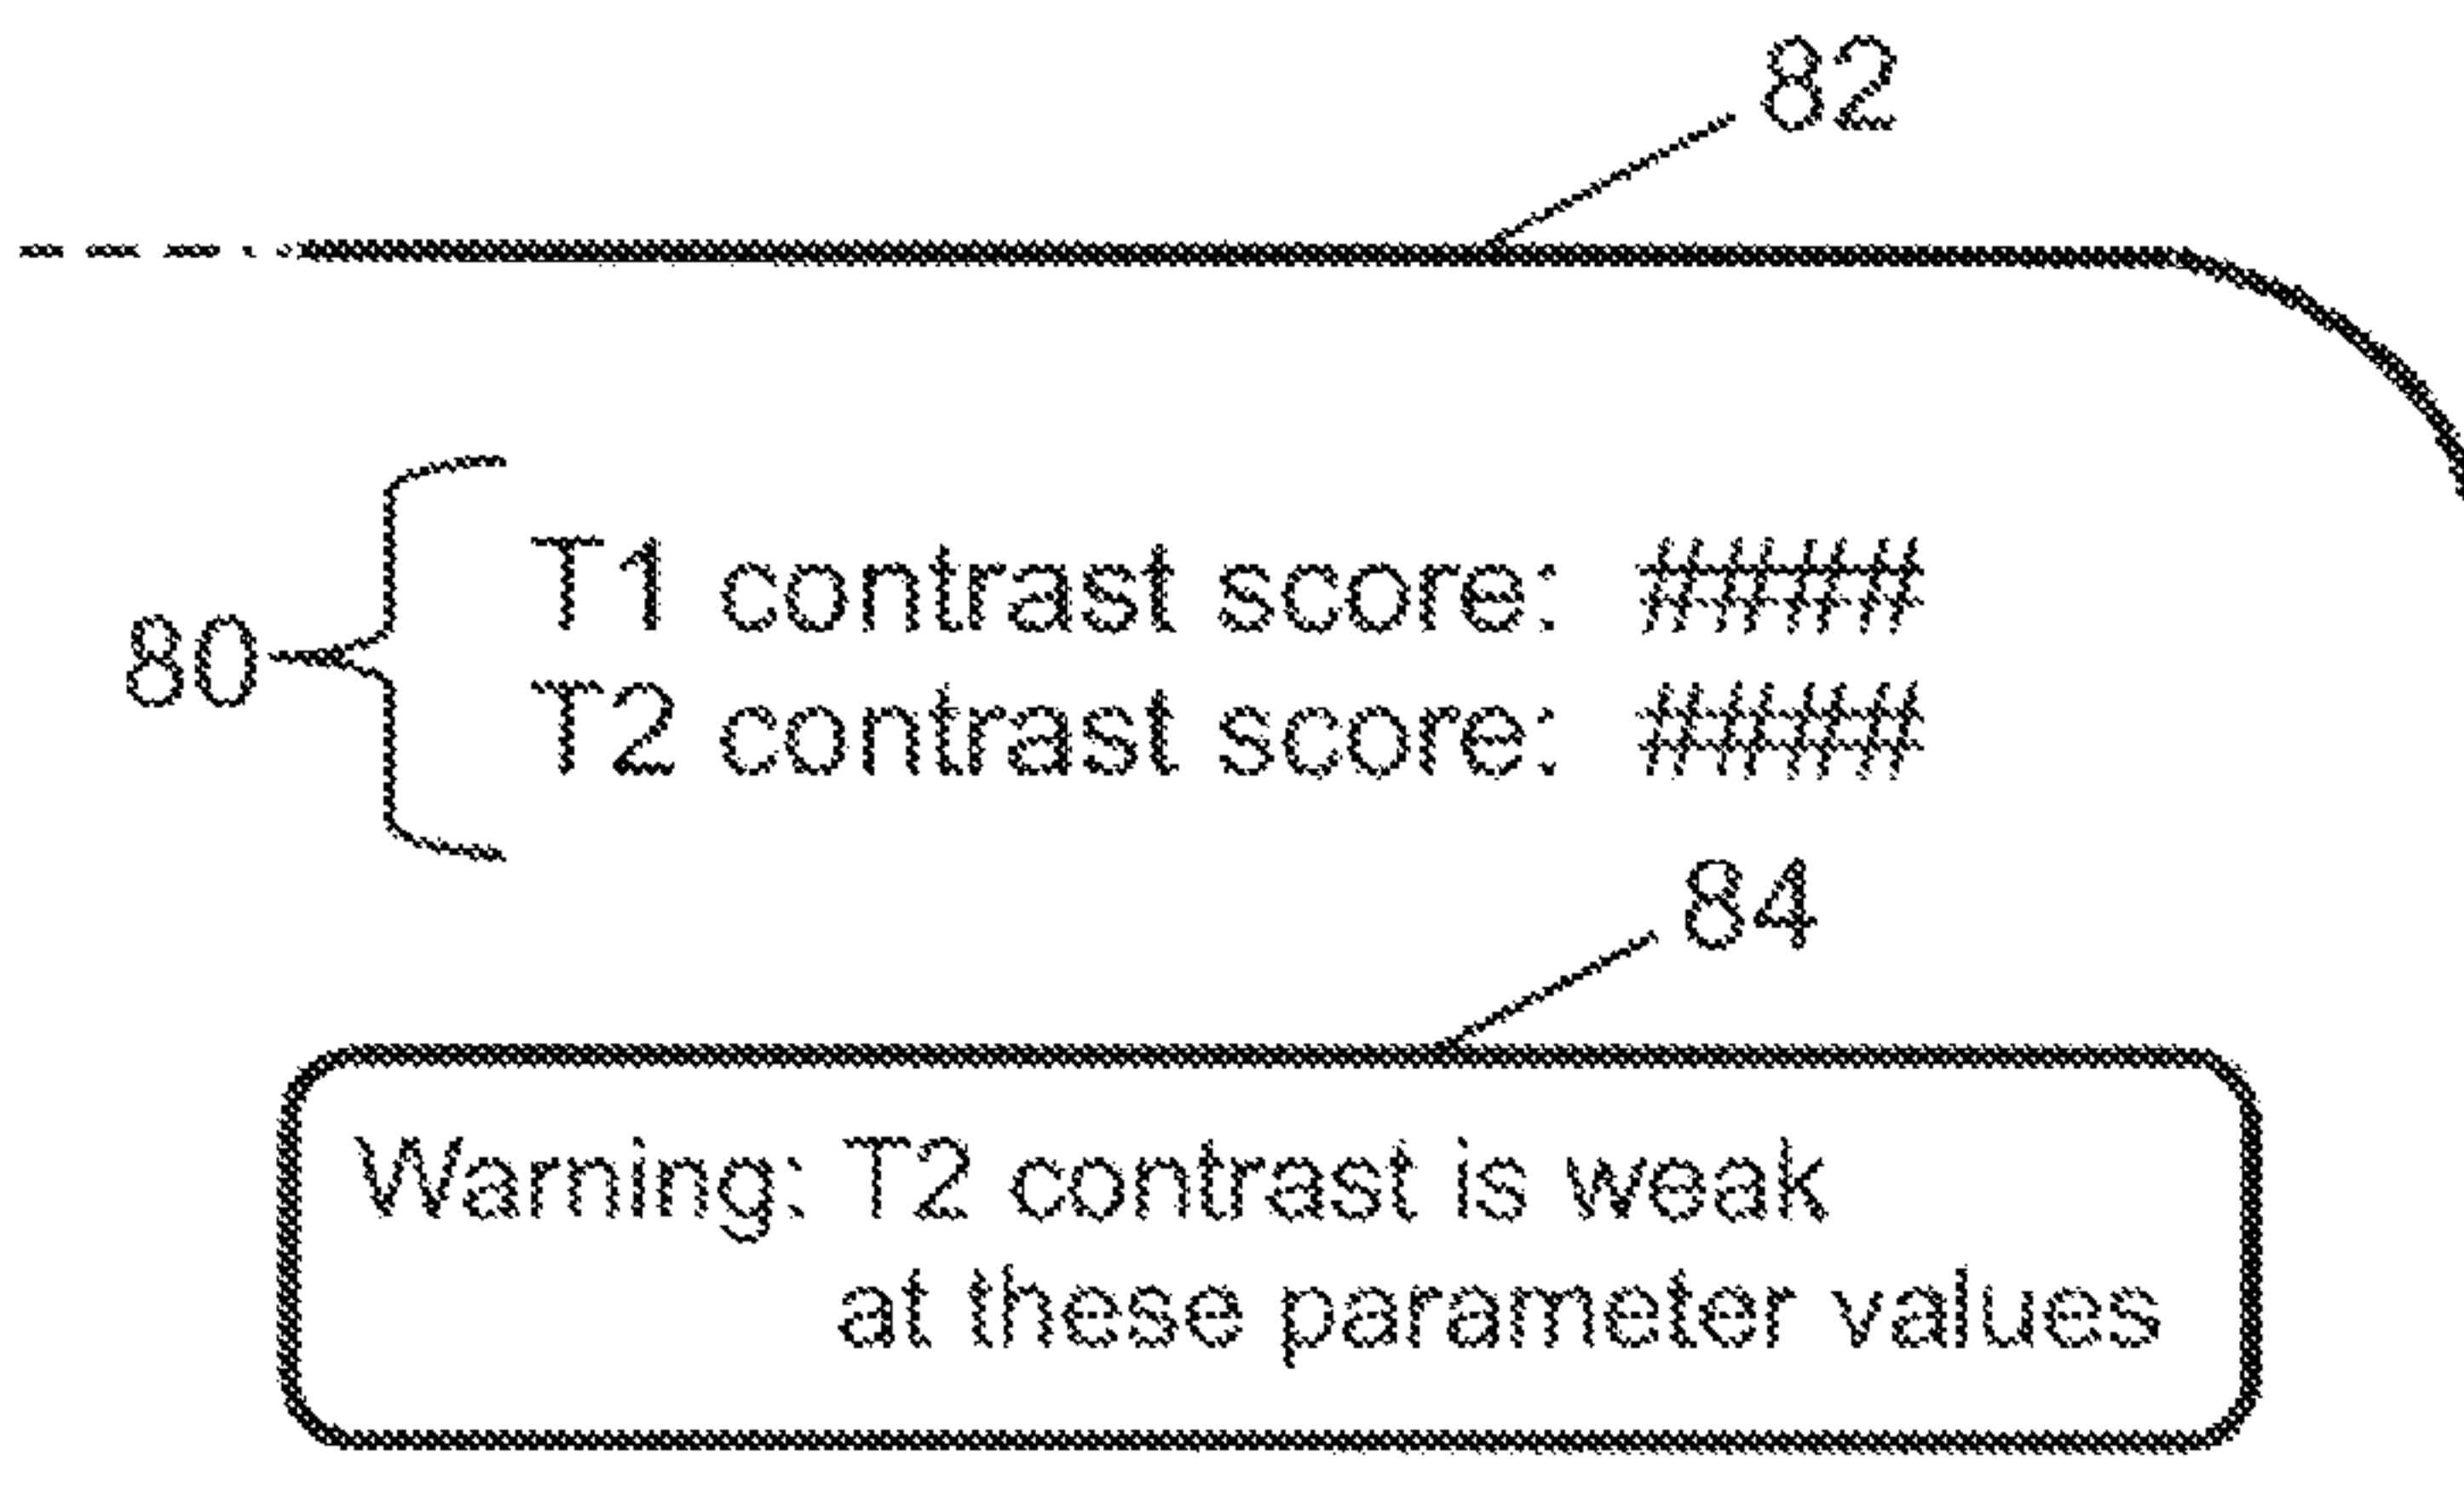 82
T1 contrast score: ####
80
T2 contrast score: ####
84
Warning: T2 contrast is weak
at these parameter values